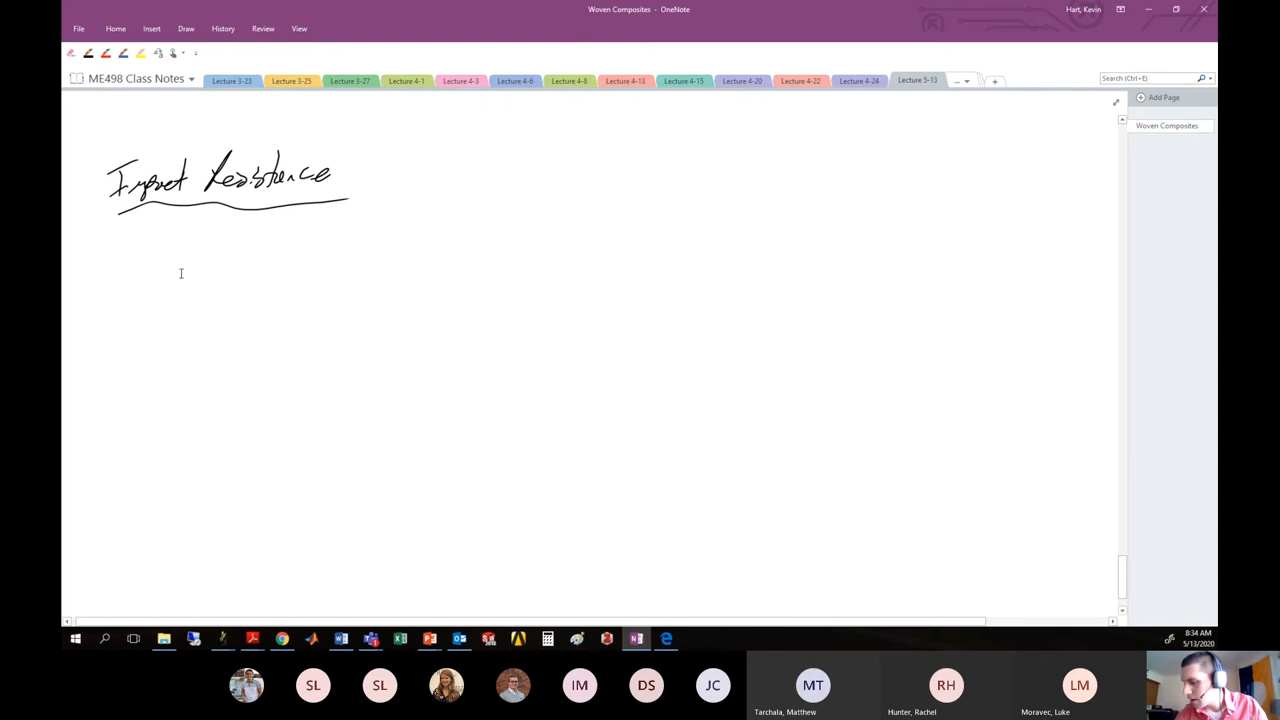 Woven Composites - OneNote
Hart, Kevin
File Home Insert Draw History Review View
ME498 Class Notes
Lecture 3-23 Lecture 3-25 Lecture 3-27 Lecture 4-1 Lecture 4-3 Lecture 4-6 Lecture 4-8 Lecture 4-13 Lecture 4-15 Lecture 4-20 Lecture 4-22 Lecture 4-24 Lecture 5-13 ...
Search (Ctrl+E)
Add Page
Woven Composites
Impact Resistance
8:34 AM
5/13/2020
SL SL IM DS JC MT RH LM
Tarchala, Matthew Hunter, Rachel Moravec, Luke